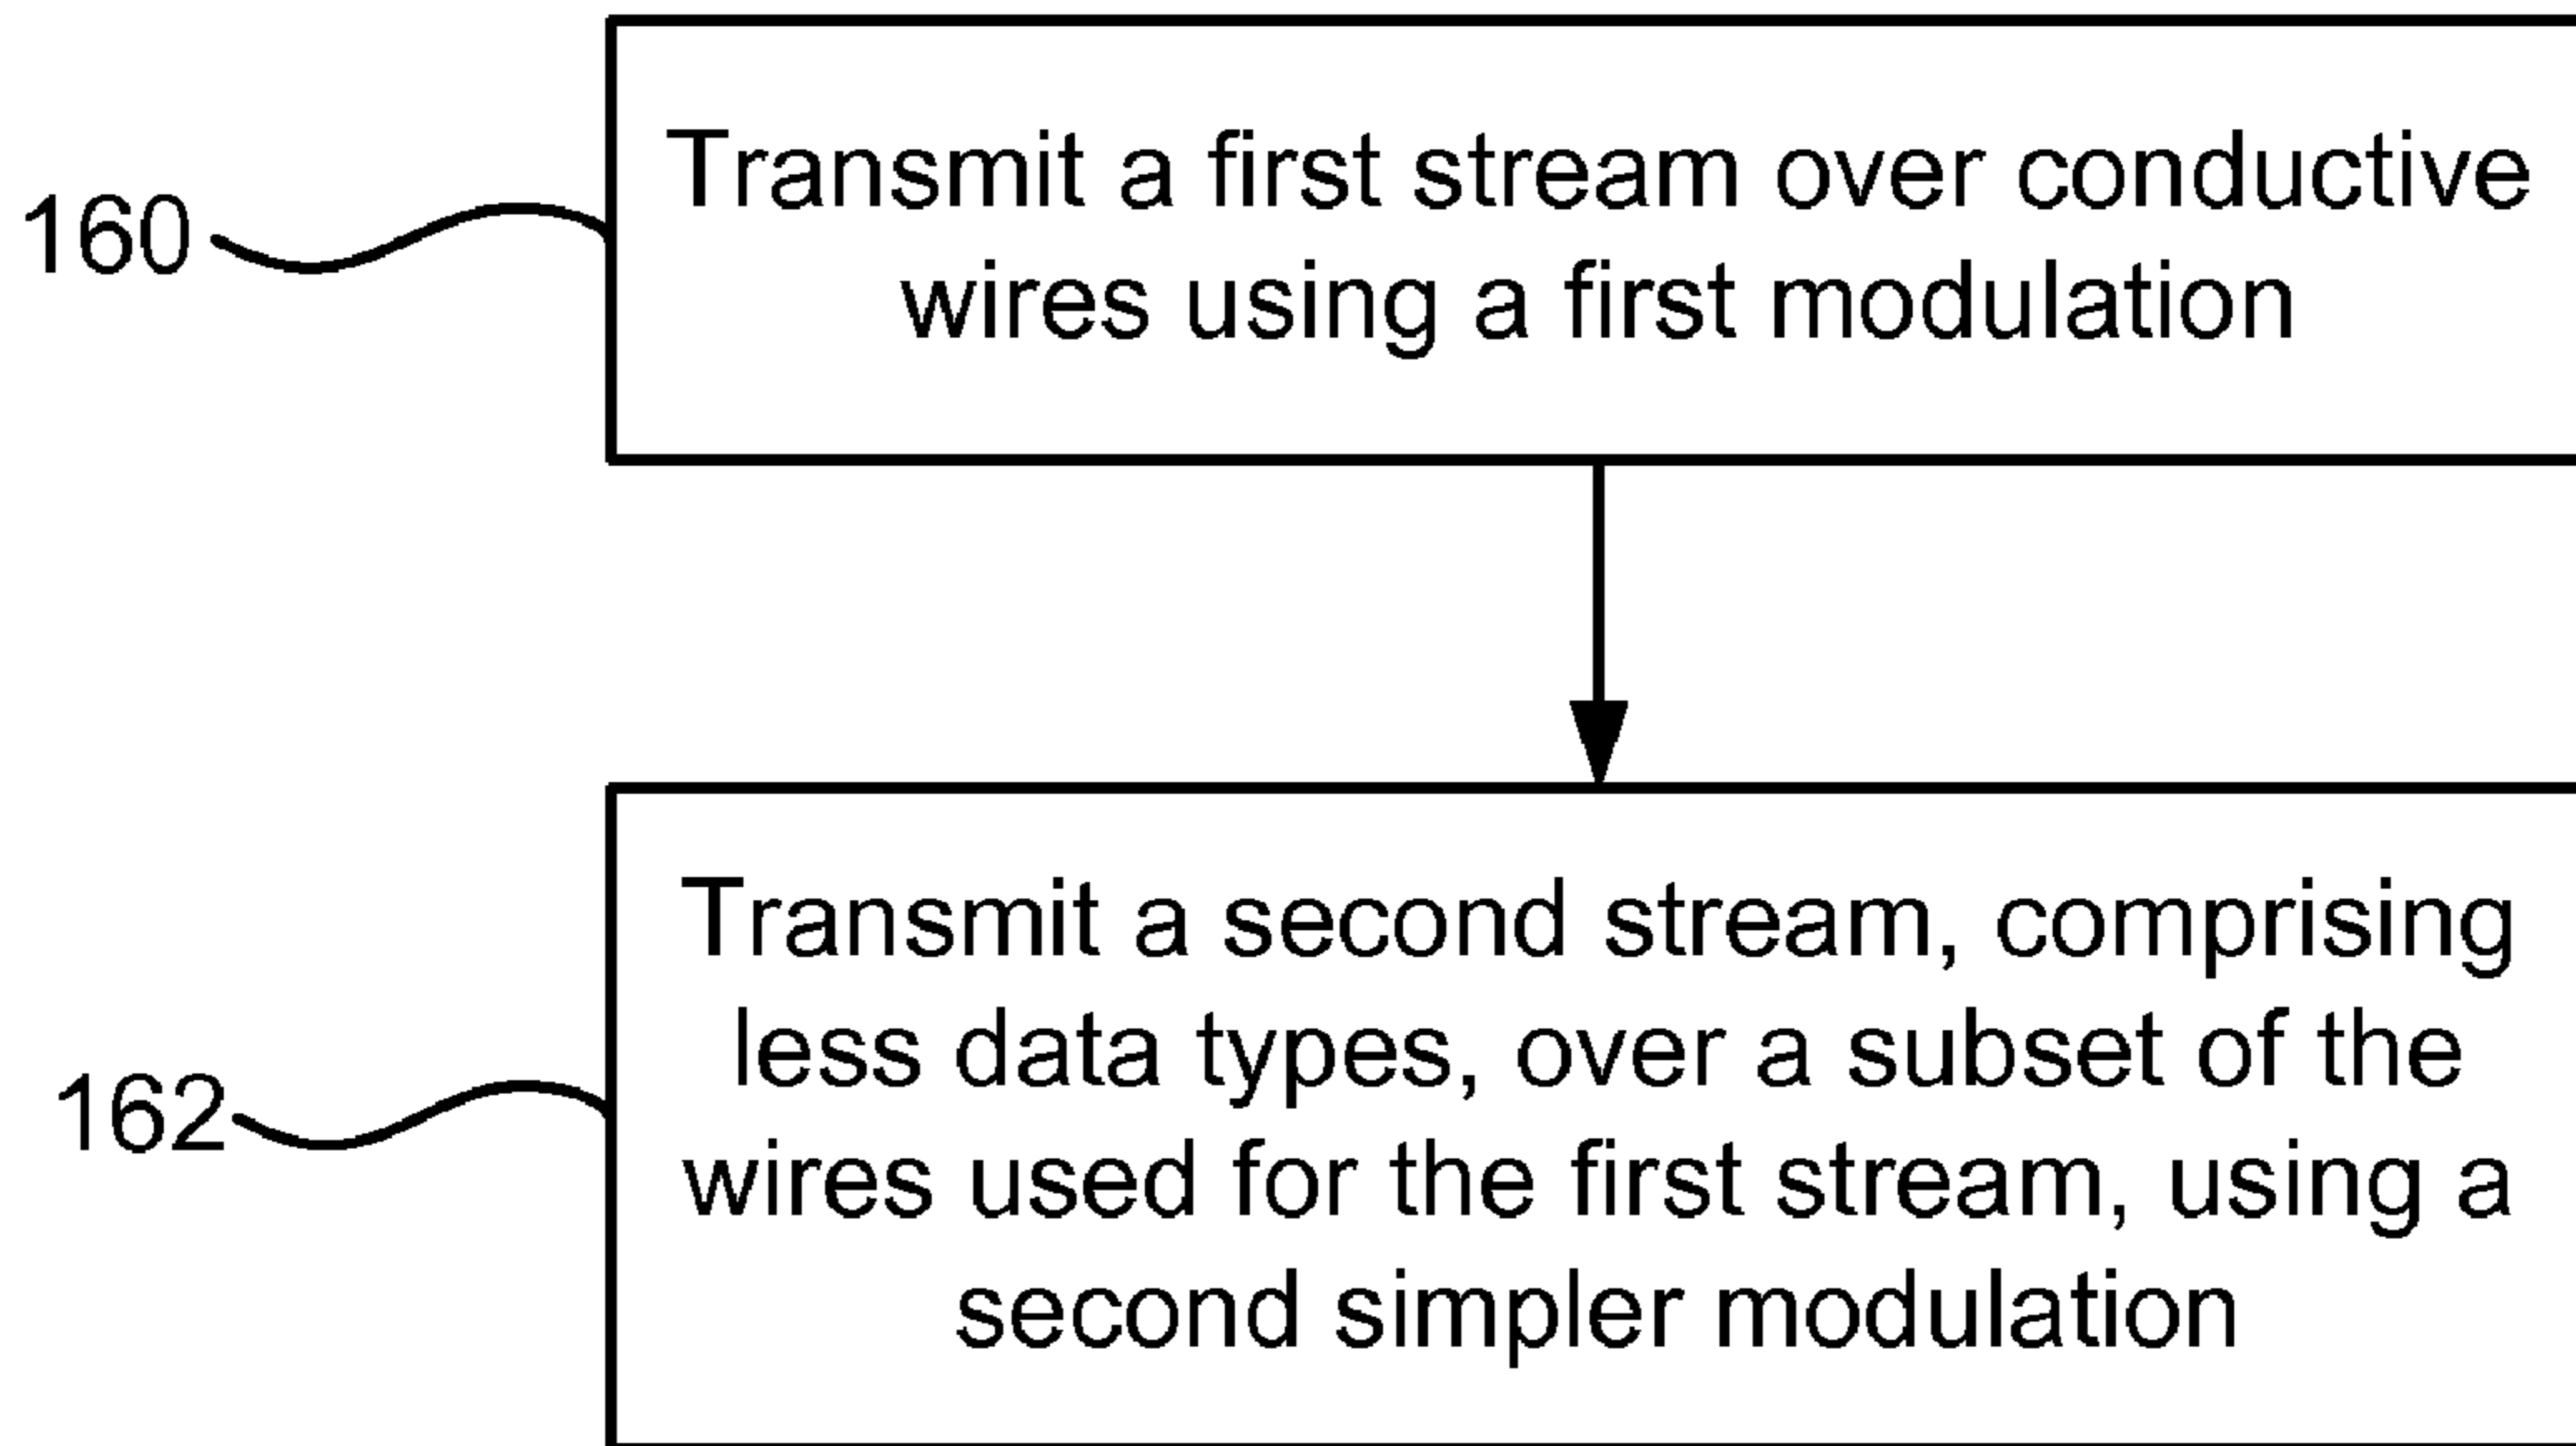 160
Transmit a first stream over conductive
wires using a first modulation
162
Transmit a second stream, comprising
less data types, over a subset of the
wires used for the first stream, using a
second simpler modulation